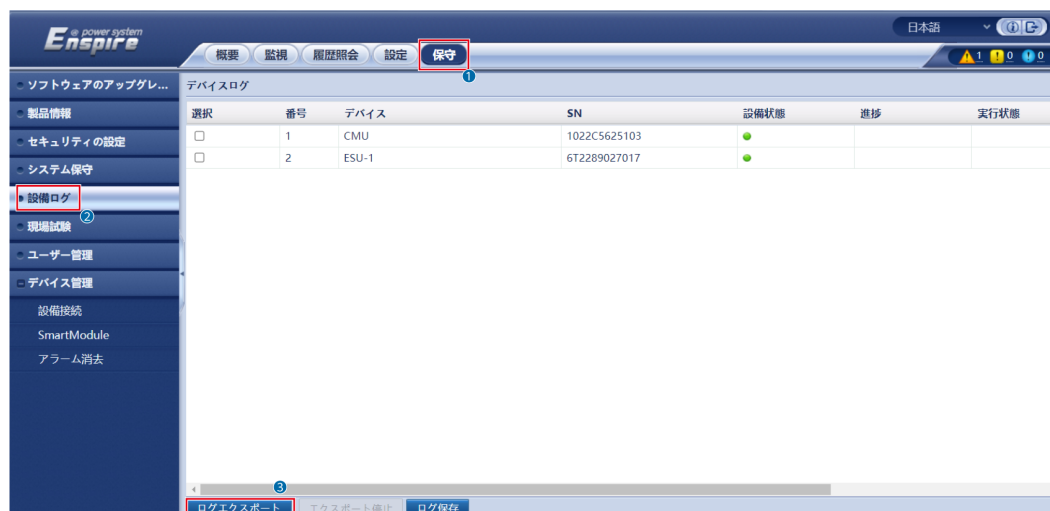 e power system
Enspire
日本語
概要 監視 履歴照会 設定 保守
1 0 0
1
ソフトウェアのアップグレ...
製品情報
セキュリティの設定
システム保守
設備ログ
2
現場試験
ユーザー管理
デバイス管理
設備接続
SmartModule
アラーム消去
デバイスログ
選択 番号 デバイス SN 設備状態 進捗 実行状態
1 CMU 1022C5625103
2 ESU-1 6T2289027017
3
ログエクスポート エクスポート停止 ログ保存